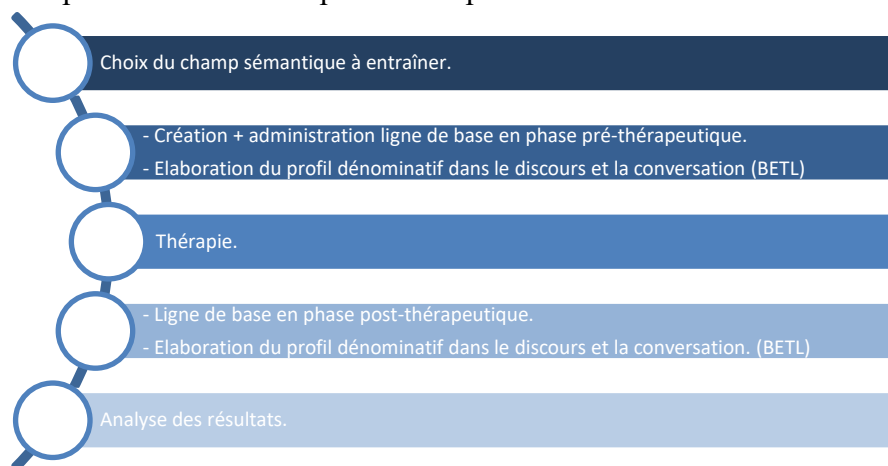 Choix du champ sémantique à entraîner.
- Création + administration ligne de base en phase pré-thérapeutique.
- Elaboration du profil dénominatif dans le discours et la conversation (BETL)
Thérapie.
- Ligne de base en phase post-thérapeutique.
- Elaboration du profil dénominatif dans le discours et la conversation. (BETL)
Analyse des résultats.